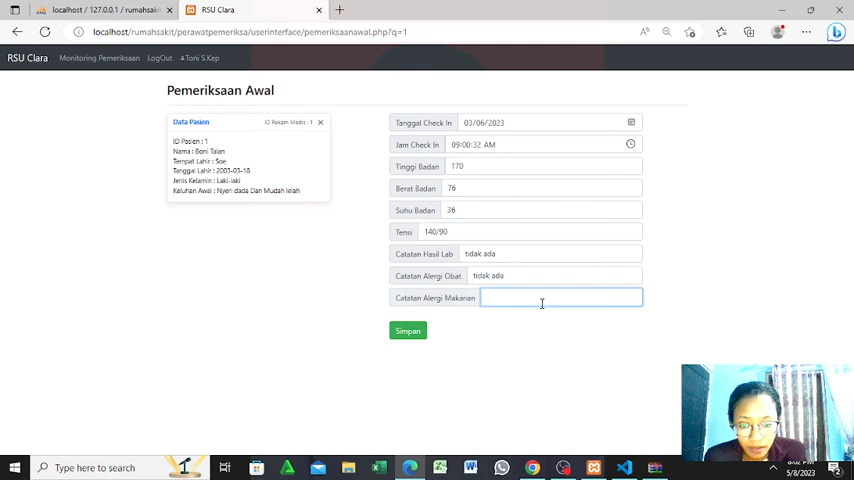 localhost / 127.0.0.1 / rumahsaki
RSU Clara
localhost/rumahsakit/perawatpemeriksa/userinterface/pemeriksaanawal.php?q=1
RSU Clara
Monitoring Pemeriksaan
LogOut
Toni S.Kep
Pemeriksaan Awal
Data Pasien
ID Rekam Medis : 1
ID Pasien : 1
Nama : Boni Taian
Tempat Lahir : Soe
Tanggal Lahir : 2003-03-18
Jenis Kelamin : Laki-laki
Keluhan Awal : Nyeri dada Dan Mudah lelah
Tanggal Check In 03/06/2023
Jam Check In 09:00:32 AM
Tinggi Badan 170
Berat Badan 76
Suhu Badan 36
Tensi 140/90
Catatan Hasil Lab tidak ada
Catatan Alergi Obat tidak ada
Catatan Alergi Makanan
Simpan
Type here to search
5/8/2023